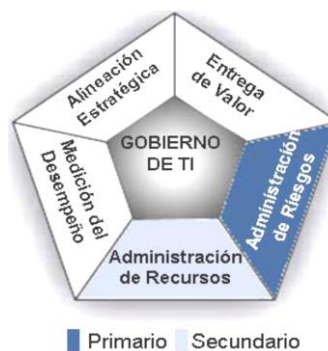 Alineación
Estratégica
Entrega
de Valor
GOBIERNO
DE TI
Medición del
Desempeño
Administración
de Riesgos
Administración
de Recursos
Primario
Secundario